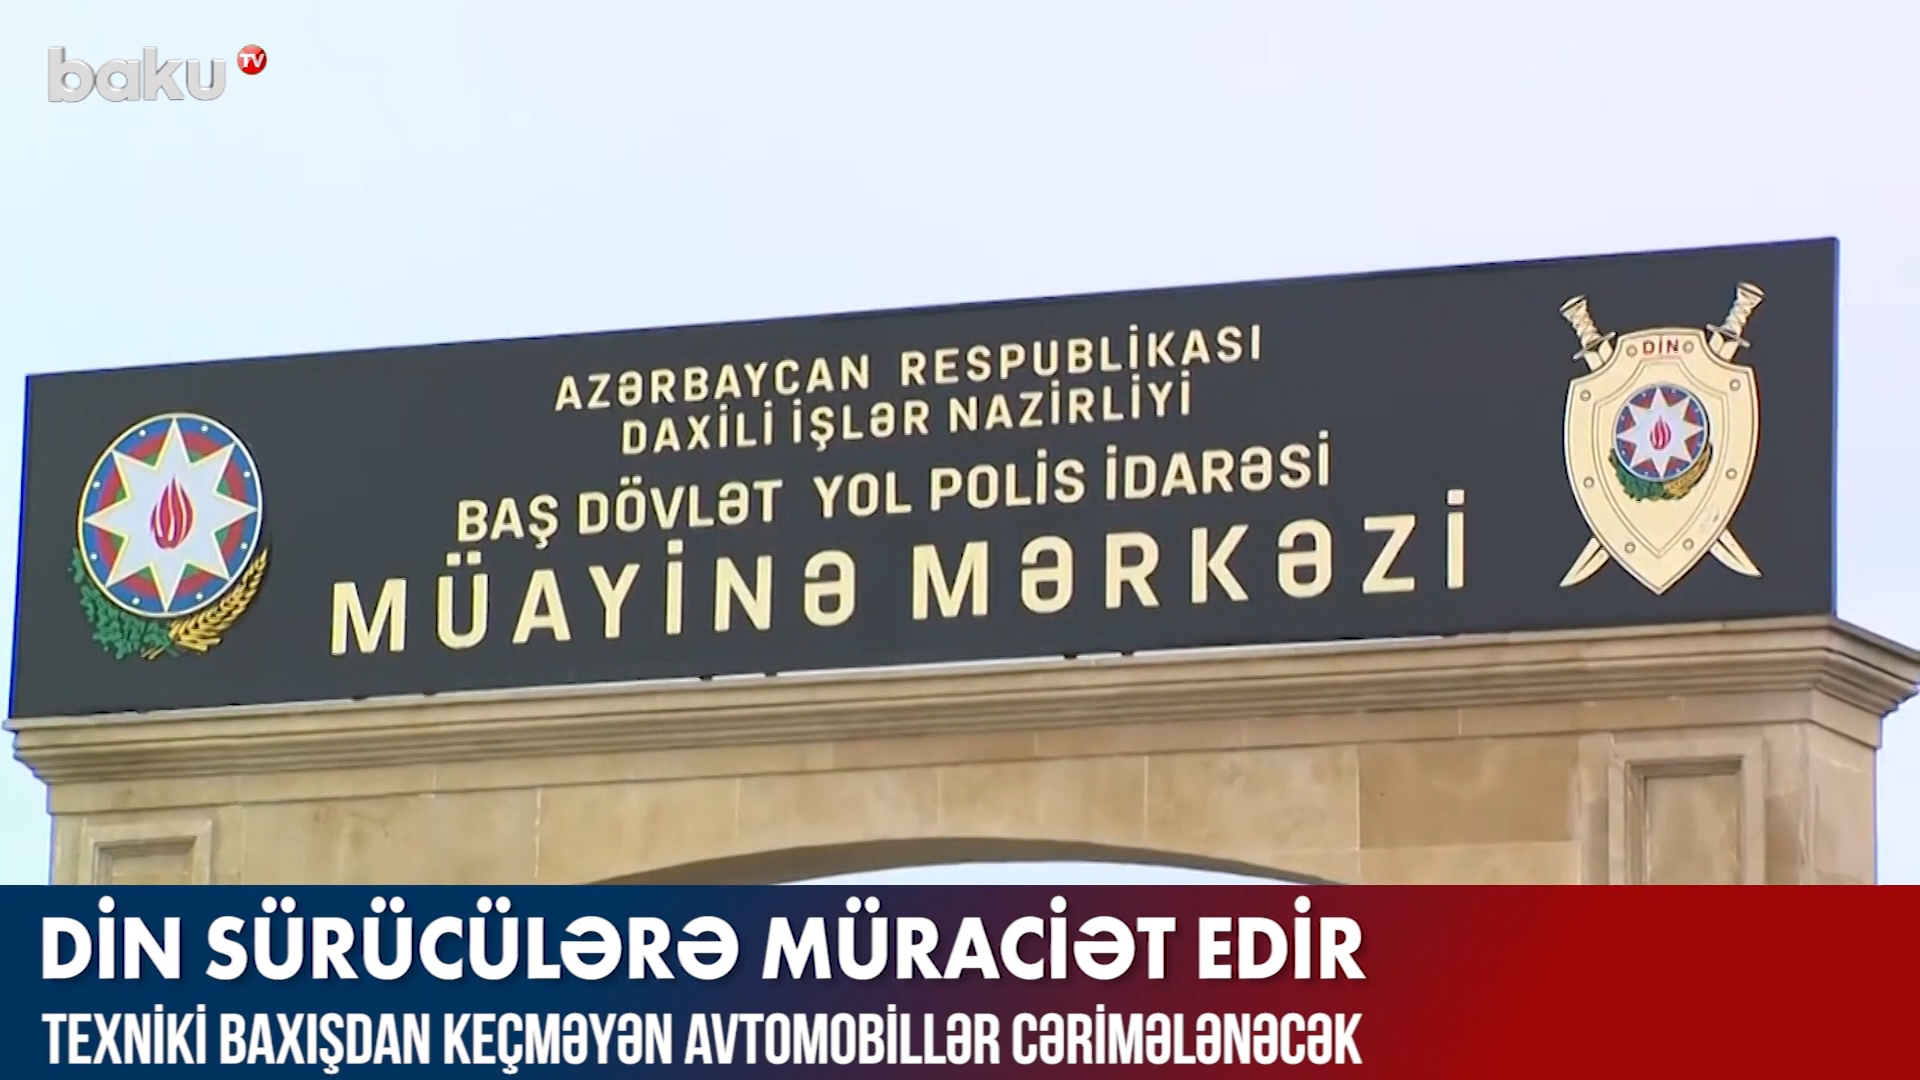 baku TV
AZƏRBAYCAN RESPUBLİKASI
DAXİLİ İŞLƏR NAZİRLİYİ
BAŞ DÖVLƏT YOL POLİS İDARƏSİ
MÜAYİNƏ MƏRKƏZİ
DİN
DİN SÜRÜCÜLƏRƏ MÜRACİƏT EDİR
TEXNİKİ BAXIŞDAN KEÇMƏYƏN AVTOMOBİLLƏR CƏRİMƏLƏNƏCƏK